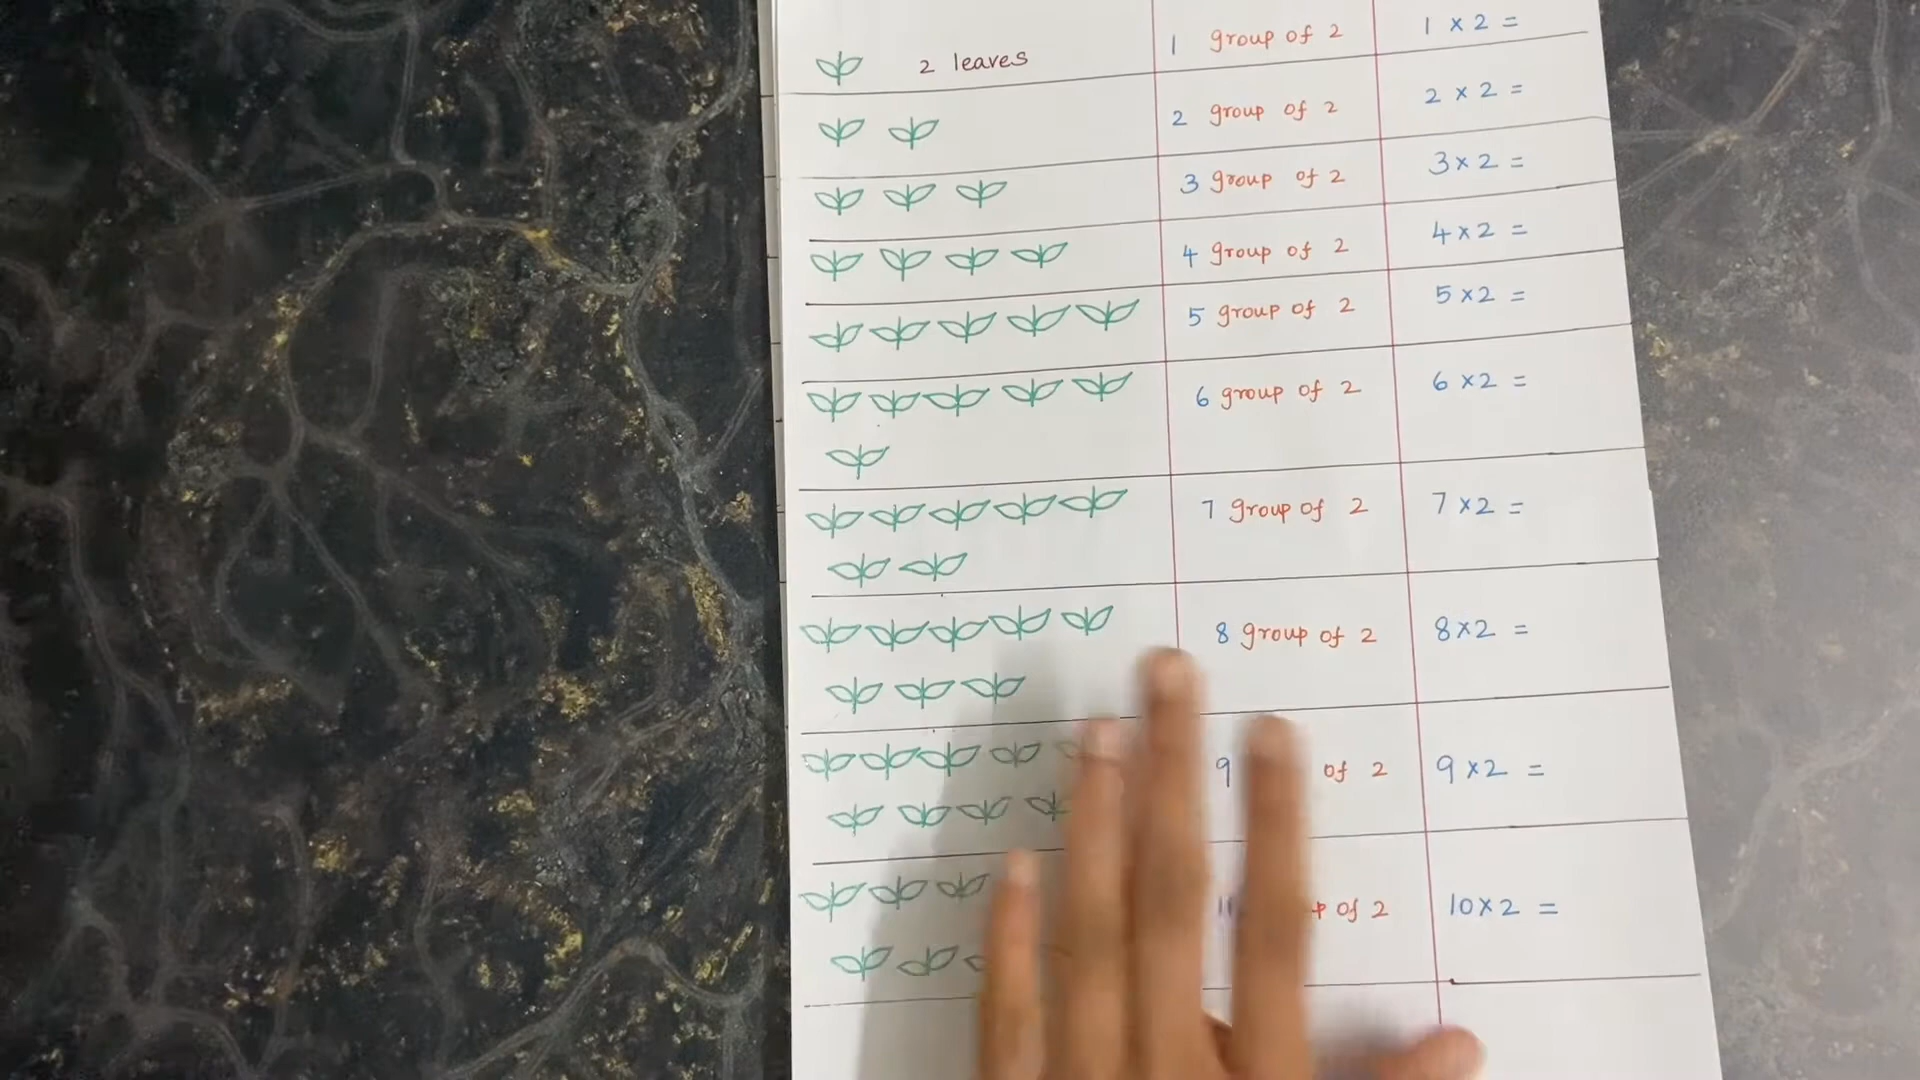 2 leaves 1 group of 2 1 x 2 =
2 group of 2 2 x 2 =
3 group of 2 3 x 2 =
4 group of 2 4 x 2 =
5 group of 2 5 x 2 =
6 group of 2 6 x 2 =
7 group of 2 7 x 2 =
8 group of 2 8 x 2 =
9 of 2 9 x 2 =
of 2 10 x 2 =